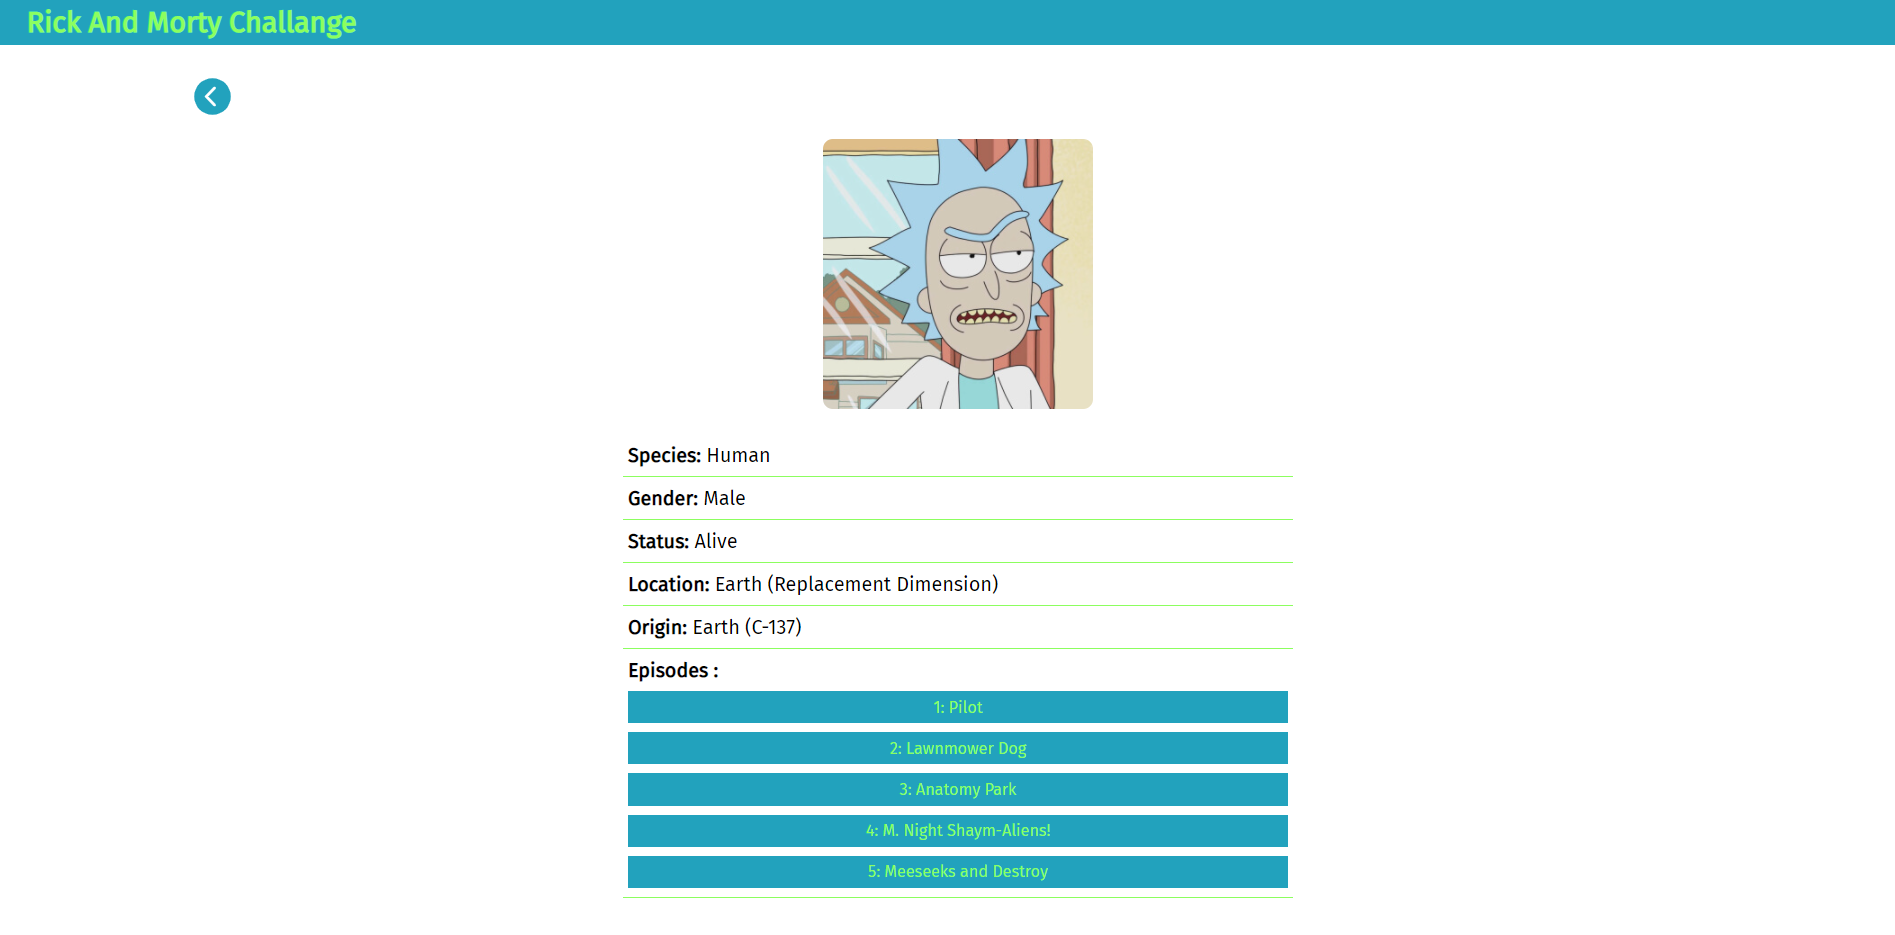 Rick And Morty Challange
Species: Human
Gender: Male
Status: Alive
Location: Earth (Replacement Dimension)
Origin: Earth (C-137)
Episodes :
1: Pilot
2: Lawnmower Dog
3: Anatomy Park
4: M. Night Shaym-Aliens!
5: Meeseeks and Destroy